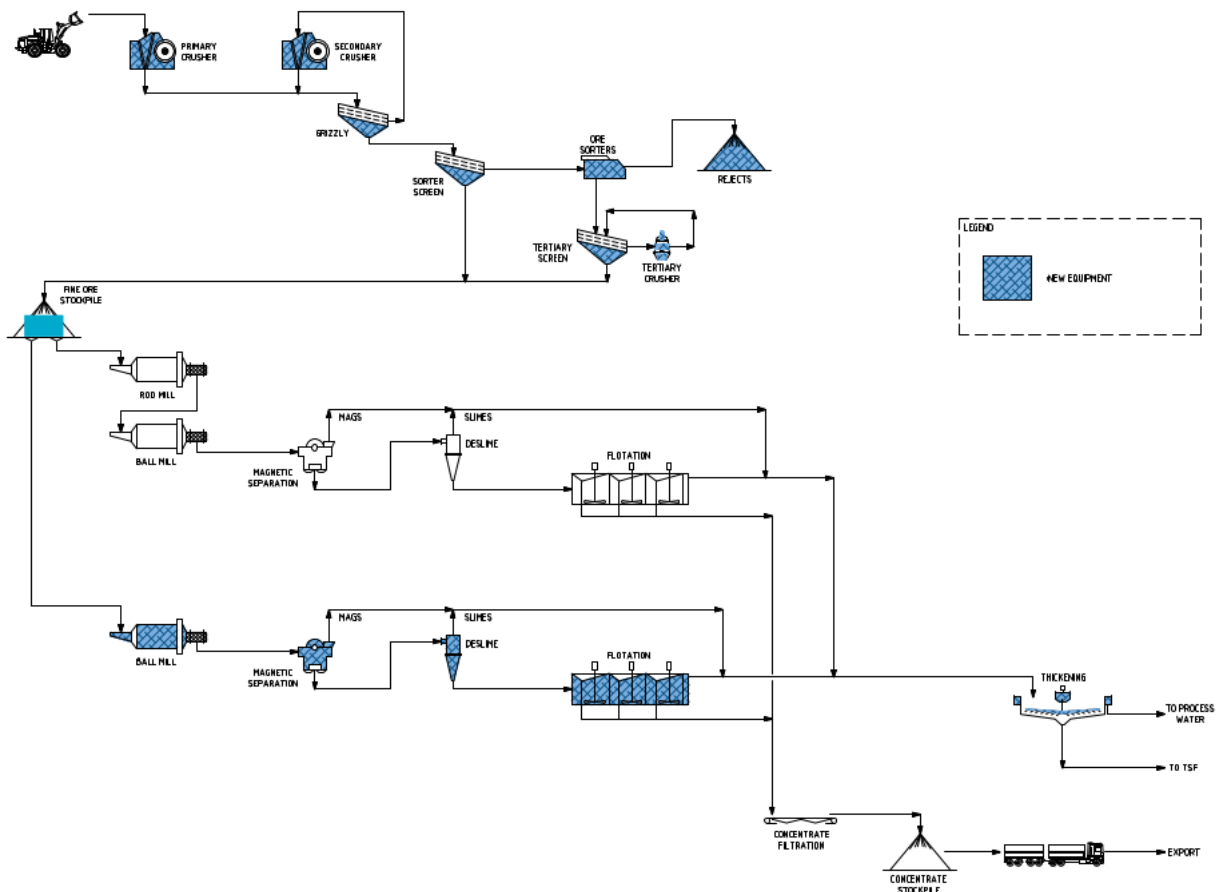 PRIMARY
CRUSHER
SECONDARY
CRUSHER
GRIZZLY
SORTER
SCREEN
ORE
SORTERS
REJECTS
TERTIARY
SCREEN
TERTIARY
CRUSHER
LEGEND
NEW EQUIPMENT
FINE ORE
STOCKPILE
ROD MILL
BALL MILL
MAGS
SLIMES
DESLIME
MAGNETIC
SEPARATION
FLOTATION
BALL MILL
MAGS
SLIMES
DESLIME
MAGNETIC
SEPARATION
FLOTATION
THICKENING
TO PROCESS
WATER
TO TSF
CONCENTRATE
FILTRATION
CONCENTRATE
STOCKPILE
EXPORT